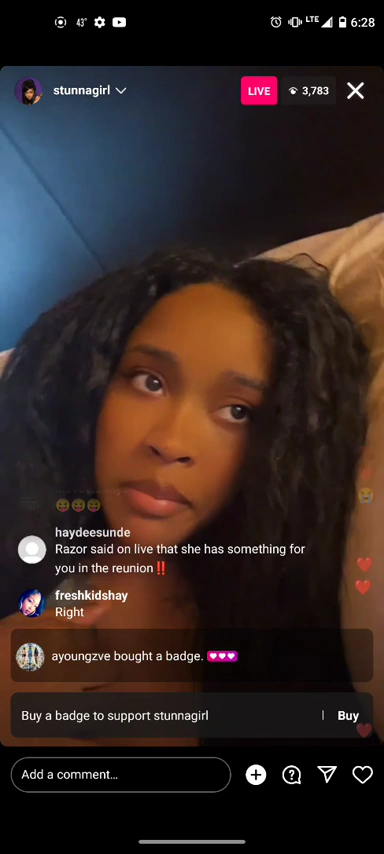 43° LTE 6:28
stunnagirl LIVE 3,783
haydeesunde
Razor said on live that she has something for
you in the reunion‼️
freshkidshay
Right
ayoungzve bought a badge.
Buy a badge to support stunnagirl | Buy
Add a comment...